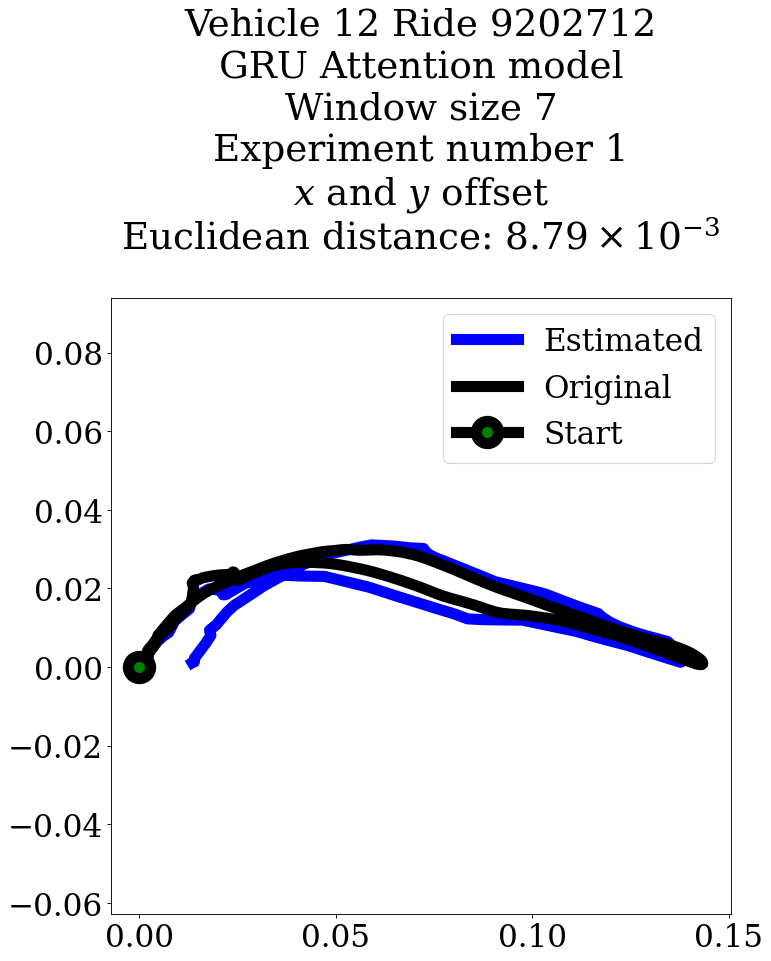 Vehicle 12 Ride 9202712
GRU Attention model
Window size 7
Experiment number 1
x and y offset
Euclidean distance: 8.79 × 10⁻³
Estimated
Original
Start
0.08
0.06
0.04
0.02
0.00
−0.02
−0.04
−0.06
0.00 0.05 0.10 0.15